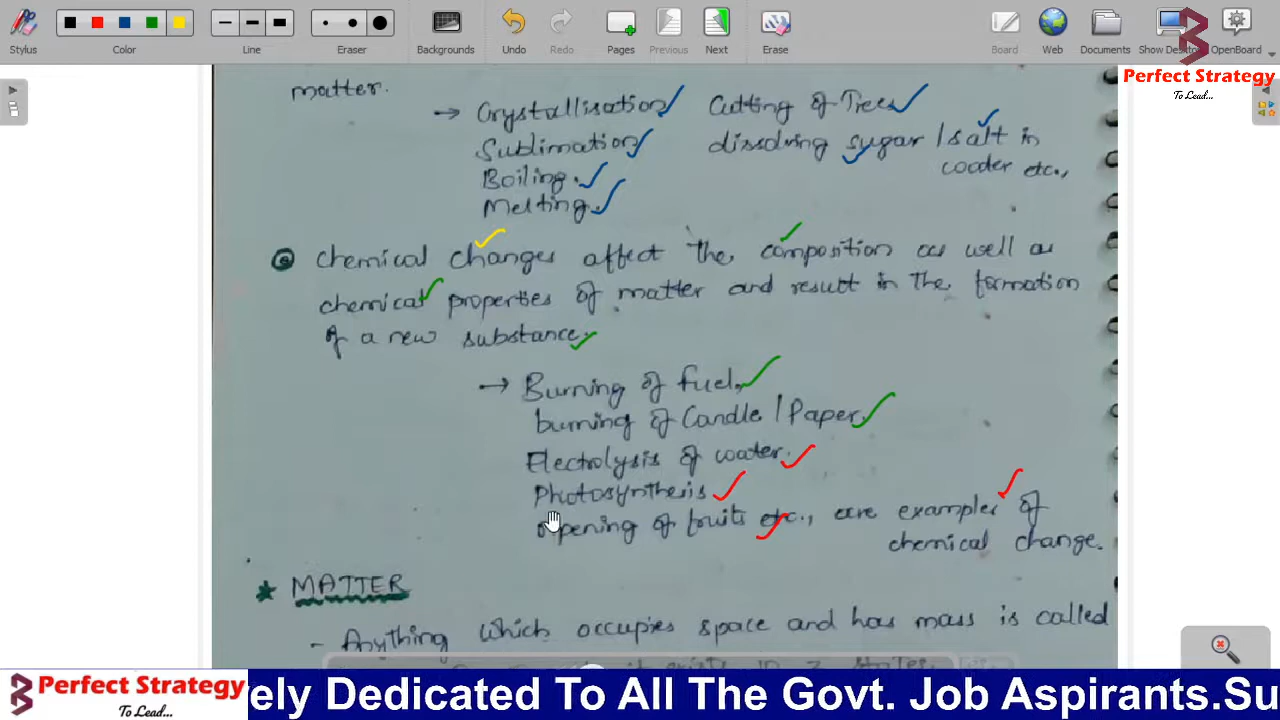 Stylus
Color
Line
Eraser
Backgrounds
Undo
Redo
Pages
Previous
Next
Erase
Board
Web
Documents
Show Desktop
OpenBoard
Perfect Strategy
To Lead...
matter.
→ Crystallisation Cutting of Trees
Sublimation dissolving sugar / salt in
Boiling. water etc.,
Melting.
chemical changes affect the composition as well as
chemical properties of matter and result in the formation
of a new substance.
→ Burning of fuel,
burning of Candle / Paper.
Electrolysis of water.
Photosynthesis
opening of fruits etc., are examples of
chemical change.
★ MATTER
- Anything which occupies space and has mass is called
Perfect Strategy
To Lead...
vely Dedicated To All The Govt. Job Aspirants.Su